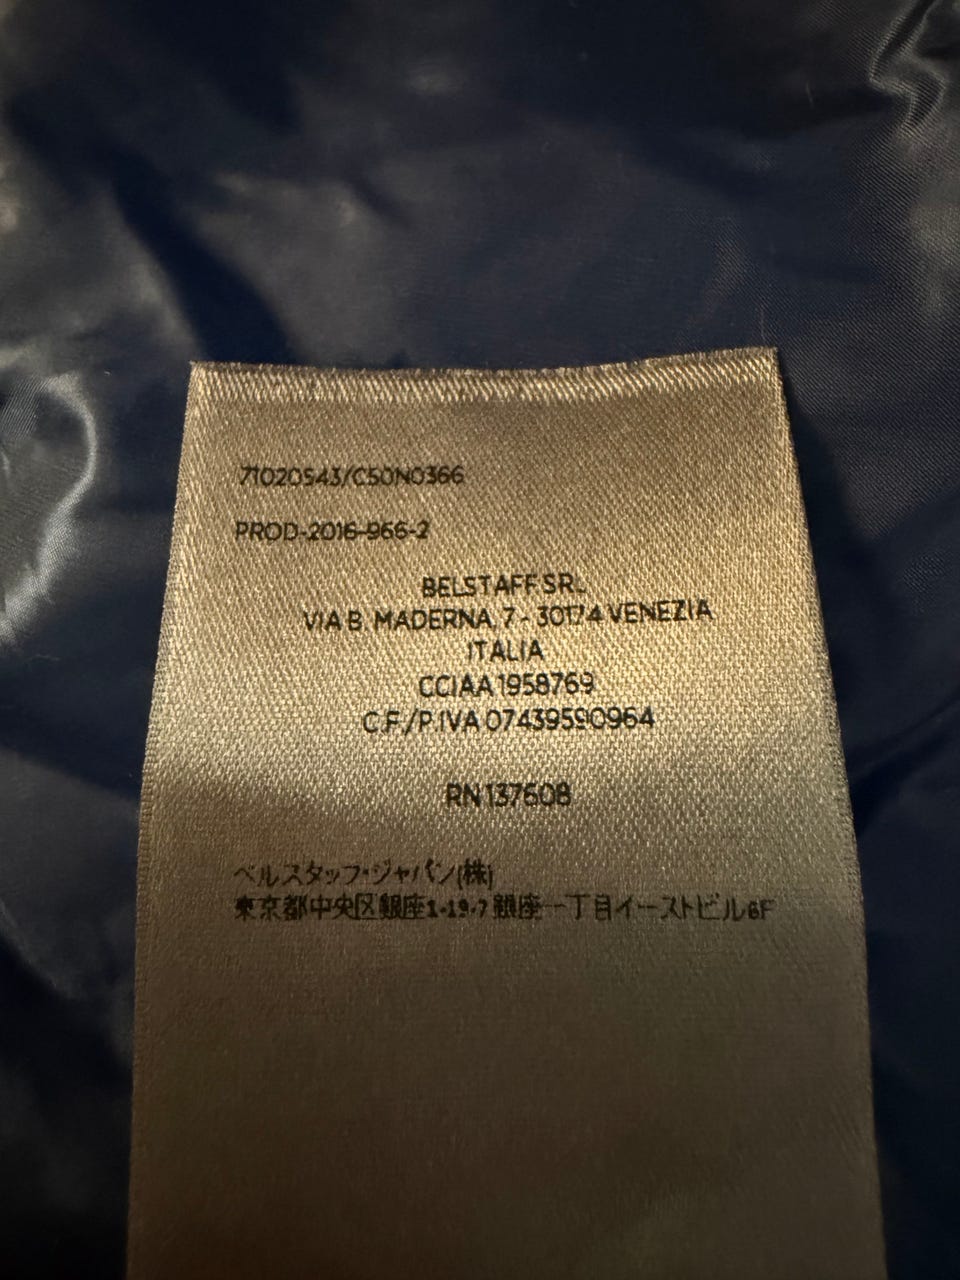 71020543/C50N0366
PROD-2016-966-2
BELSTAFF SRL
VIA B. MADERNA, 7 - 30174 VENEZIA
ITALIA
CCIAA 1958769
C.F./P.IVA 07439590964
RN 137608
ベルスタッフ・ジャパン(株)
東京都中央区銀座1-19-7 銀座一丁目イーストビル6F